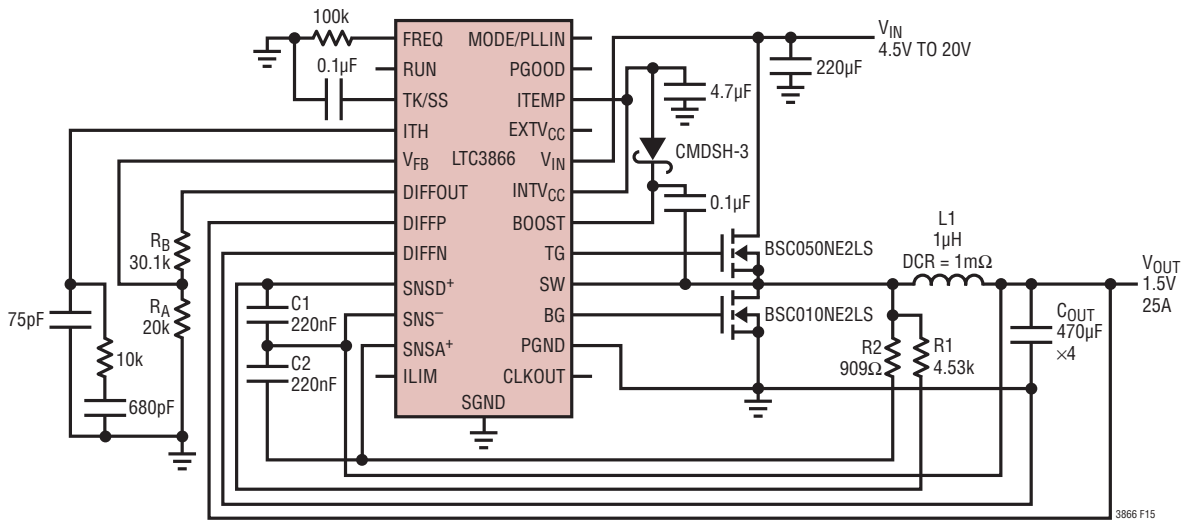 100k
0.1µF
FREQ
RUN
TK/SS
ITH
V_FB
DIFFOUT
DIFFP
DIFFN
SNSD+
SNS–
SNSA+
ILIM
LTC3866
SGND
MODE/PLLIN
PGOOD
ITEMP
EXTV_CC
V_IN
INTV_CC
BOOST
TG
SW
BG
PGND
CLKOUT
V_IN
4.5V TO 20V
220µF
4.7µF
CMDSH-3
0.1µF
BSC050NE2LS
BSC010NE2LS
L1
1µH
DCR = 1mΩ
V_OUT
1.5V
25A
C_OUT
470µF
×4
R2
909Ω
R1
4.53k
R_B
30.1k
R_A
20k
C1
220nF
C2
220nF
75pF
10k
680pF
3866 F15